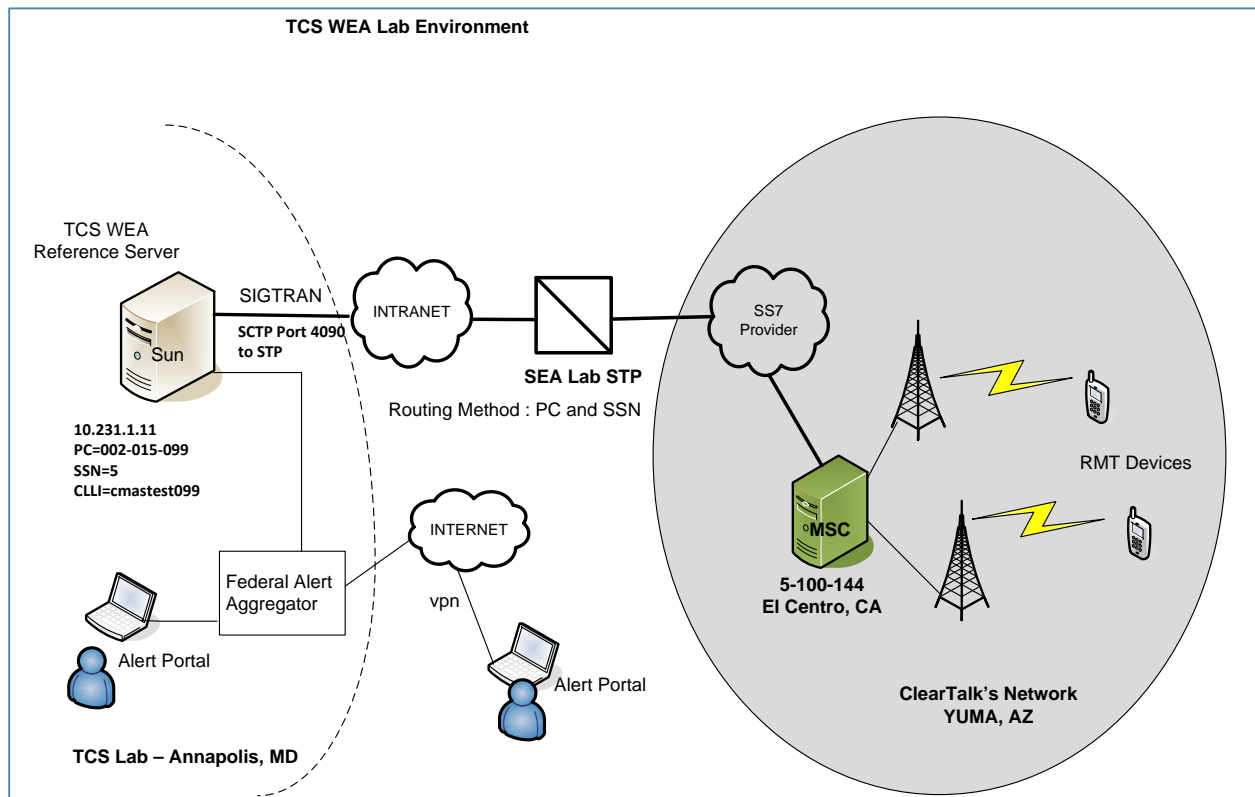 TCS WEA Lab Environment
TCS WEA
Reference Server
Sun
SIGTRAN
SCTP Port 4090
to STP
INTRANET
SEA Lab STP
Routing Method : PC and SSN
SS7
Provider
10.231.1.11
PC=002-015-099
SSN=5
CLLI=cmastest099
RMT Devices
MSC
5-100-144
El Centro, CA
INTERNET
vpn
Federal Alert
Aggregator
Alert Portal
Alert Portal
ClearTalk's Network
YUMA, AZ
TCS Lab – Annapolis, MD